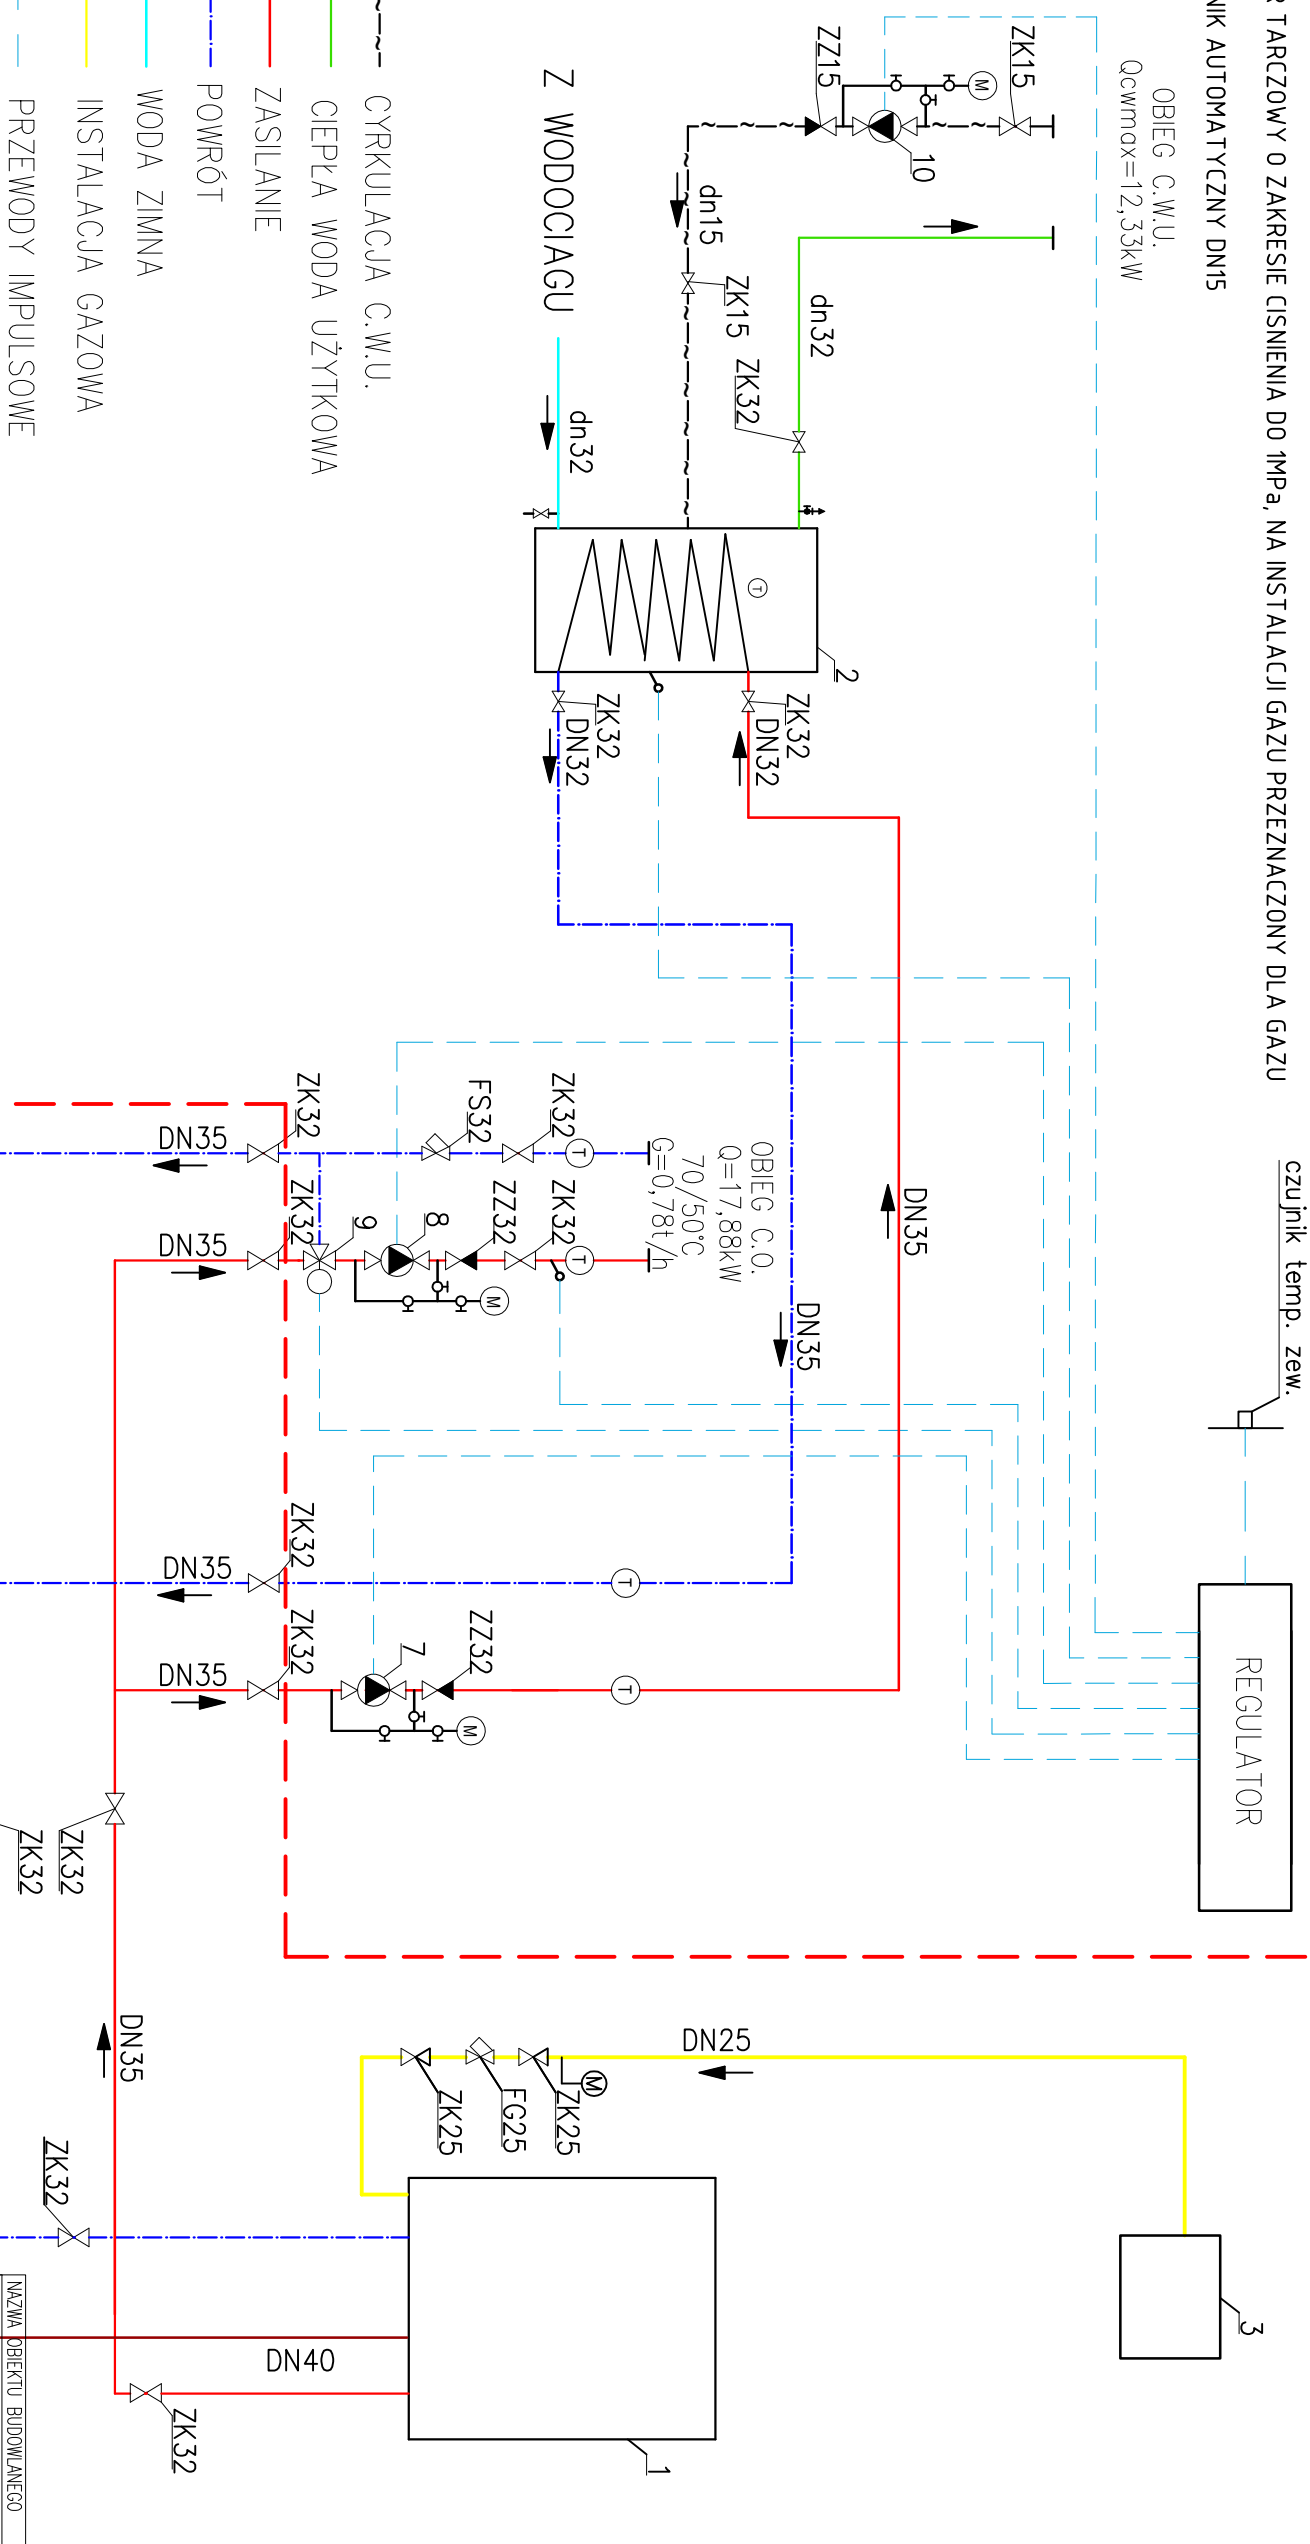 R TARCZOWY O ZAKRESIE CISNIENIA DO 1MPa, NA INSTALACJI GAZU PRZEZNACZONY DLA GAZU
NIK AUTOMATYCZNY DN15
OBIEG C.W.U.
Qcwmax=12,33kW
ZK15
ZZ15
10
dn15
ZK15
dn32
ZK32
Z WODOCIAGU
dn32
CYRKULACJA C.W.U.
CIEPŁA WODA UŻYTKOWA
ZASILANIE
POWRÓT
WODA ZIMNA
INSTALACJA GAZOWA
PRZEWODY IMPULSOWE
T
2
ZK32
DN32
ZK32
DN32
czujnik temp. zew.
REGULATOR
OBIEG C.O.
Q=17,88kW
70/50°C
G=0,78t/h
DN35
DN35
ZK32
FS32
ZK32
T
DN35
ZK32
ZZ32
8
9
ZK32
T
M
DN35
ZK32
DN35
T
ZK32
DN35
7
ZZ32
T
M
M
ZK32
ZK32
DN35
DN25
M
ZK25
FG25
ZK25
3
1
ZK32
DN40
ZK32
NAZWA OBIEKTU BUDOWLANEGO